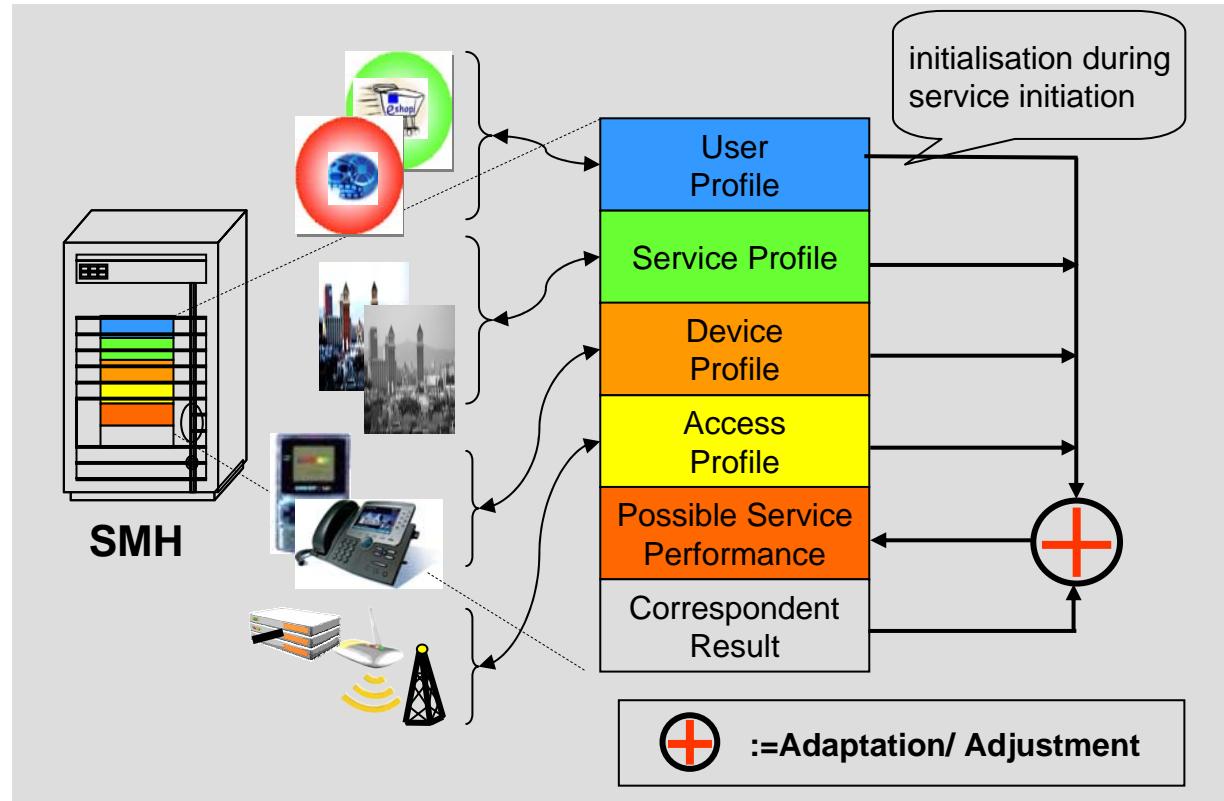 initialisation during
service initiation
eshop
User
Profile
Service Profile
Device
Profile
Access
Profile
Possible Service
Performance
Correspondent
Result
SMH
:=Adaptation/ Adjustment